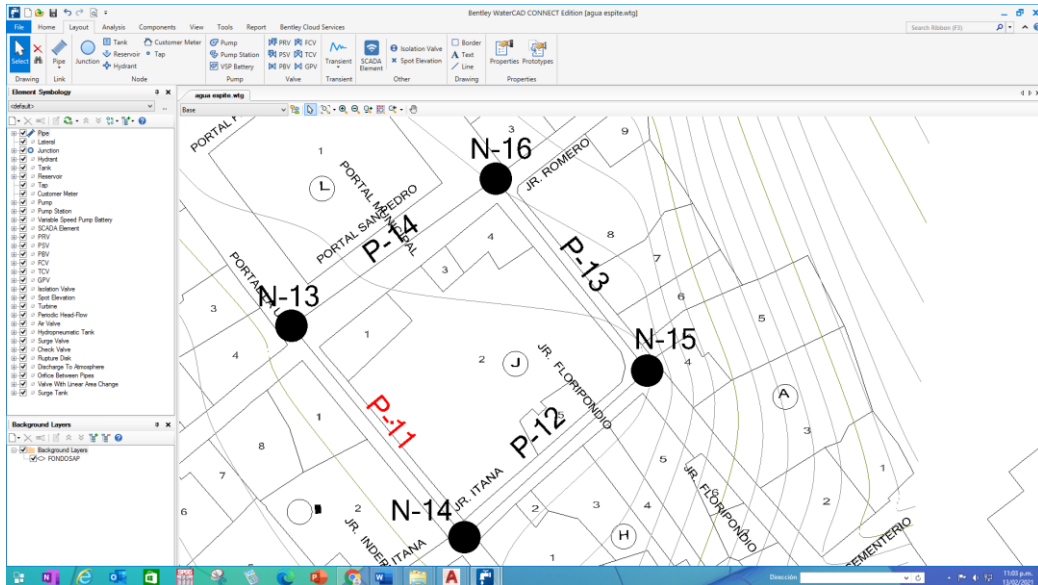 Bentley WaterCAD CONNECT Edition [agua espite.wtg]
File Home Layout Analysis Components View Tools Report Bentley Cloud Services
Search Ribbon (F3)
Select
Pipe
Junction
Tank
Customer Meter
Reservoir
Tap
Hydrant
Pump
Pump Station
VSP Battery
PRV FCV
PSV TCV
PBV GPV
Transient
SCADA Element
Isolation Valve
Spot Elevation
Border
Text
Line
Properties Prototypes
Drawing Link Node Pump Valve Transient Other Drawing Properties
Element Symbology
<default>
Pipe
Lateral
Junction
Hydrant
Tank
Reservoir
Tap
Customer Meter
Pump
Pump Station
Variable Speed Pump Battery
SCADA Element
PRV
PSV
PBV
FCV
TCV
GPV
Isolation Valve
Spot Elevation
Turbine
Periodic Head-Flow
Air Valve
Hydropneumatic Tank
Surge Valve
Check Valve
Rupture Disk
Discharge To Atmosphere
Orifice Between Pipes
Valve With Linear Area Change
Surge Tank
Background Layers
Background Layers
FONDOSAP
agua espite.wtg
Base
N-16
JR. ROMERO
PORTAL MUNICIPAL
PORTAL SAN PEDRO
P-14
P-13
N-13
N-15
JR. FLORIPONDIO
P-11
P-12
JR. ITANA
N-14
JR. FLORIPONDIO
ITANA
L
J
A
H
1
3
9
4
3
8
7
6
5
3
4
1
2
4
5
3
1
8
7
6
2
3
4
5
6
2
1
1
Dirección
11:03 p.m.
13/02/2021